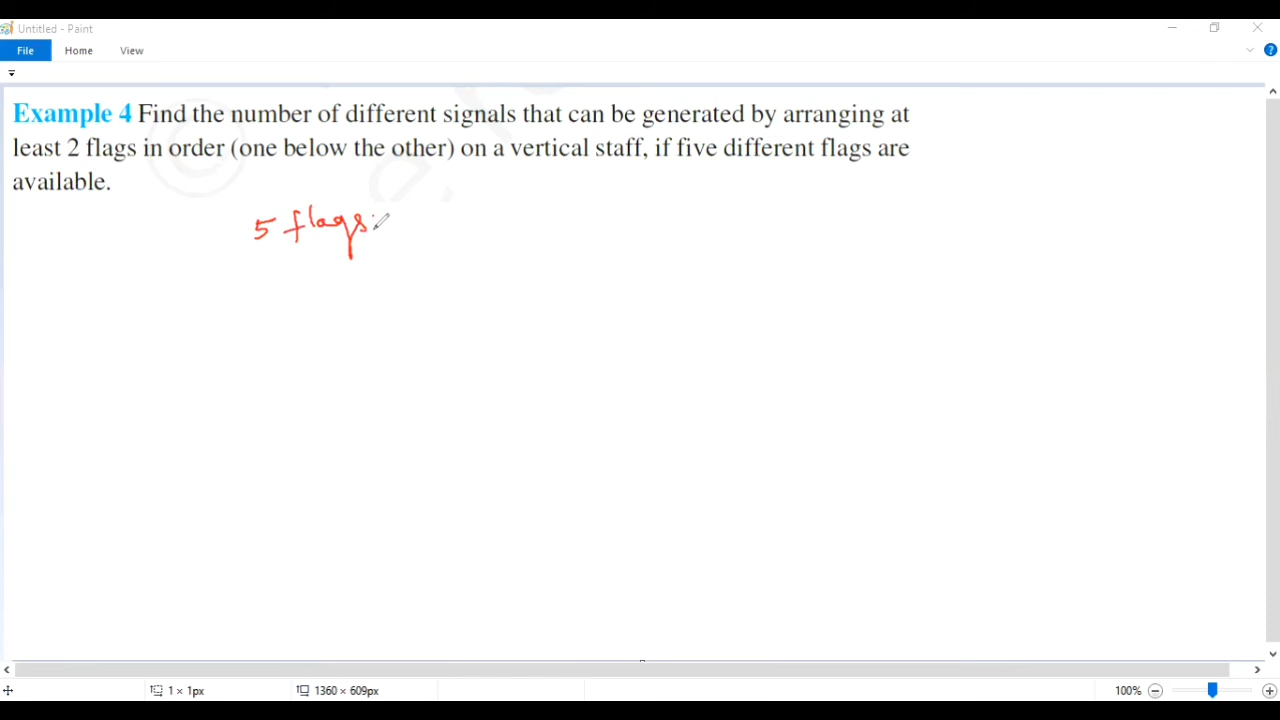 Untitled - Paint
File Home View
Example 4 Find the number of different signals that can be generated by arranging at
least 2 flags in order (one below the other) on a vertical staff, if five different flags are
available.
5 flags:
1 × 1px 1360 × 609px 100%